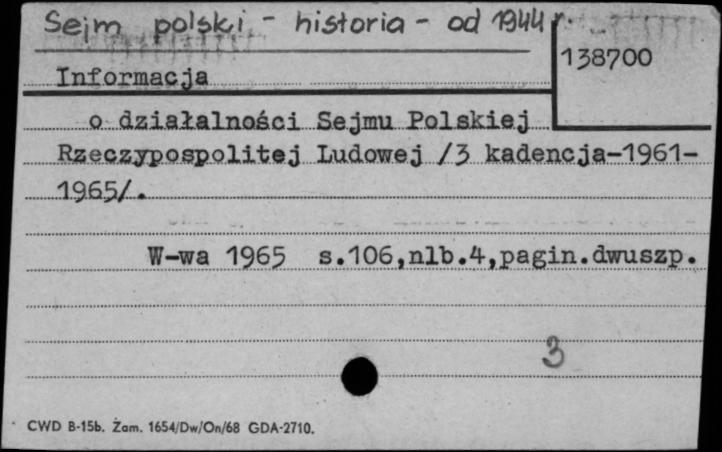 Sejm polski - historia - od 1944 r.
138700
Informacja
o działalności Sejmu Polskiej
Rzeczypospolitej Ludowej /3 kadencja-1961-
1965/.
W-wa 1965 s.106,nlb.4,pagin.dwuszp.
3
CWD B-15b. Żam. 1654/Dw/On/68 GDA-2710.